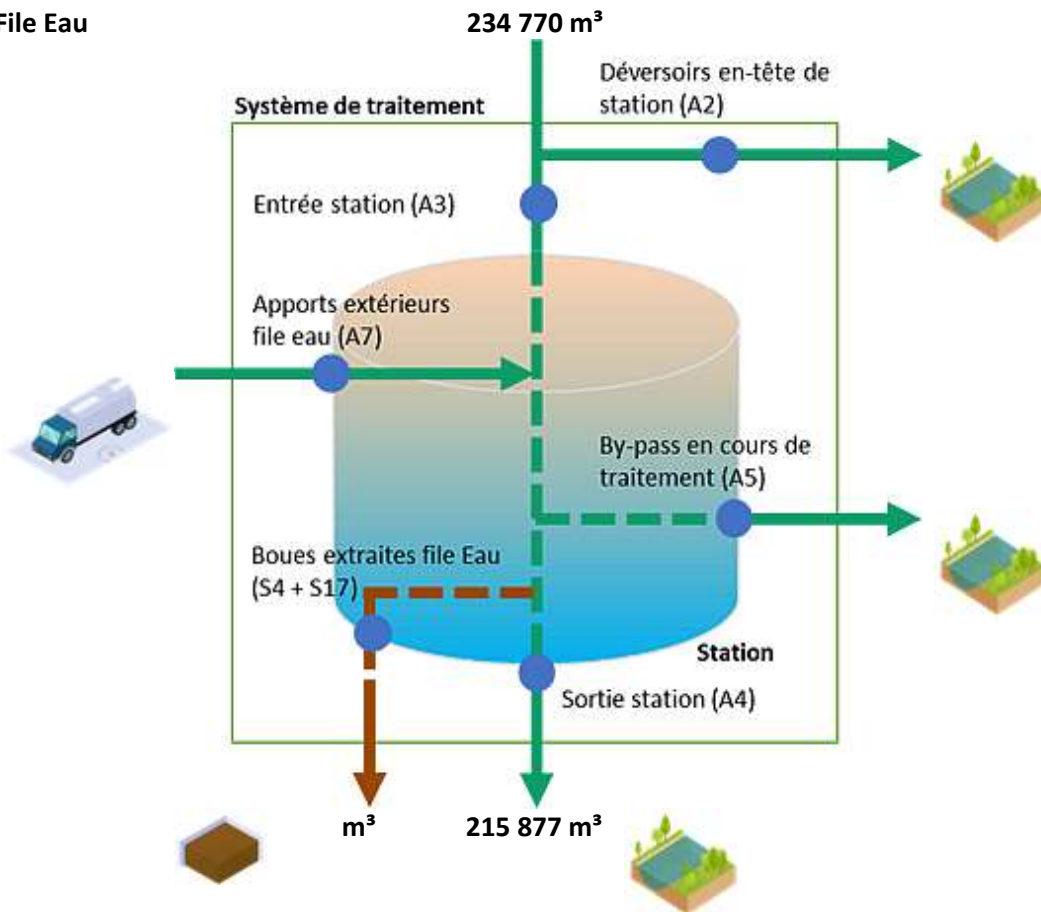 File Eau
234 770 m³
Déversoirs en-tête de
station (A2)
Système de traitement
Entrée station (A3)
Apports extérieurs
file eau (A7)
By-pass en cours de
traitement (A5)
Boues extraites file Eau
(S4 + S17)
Station
Sortie station (A4)
m³
215 877 m³